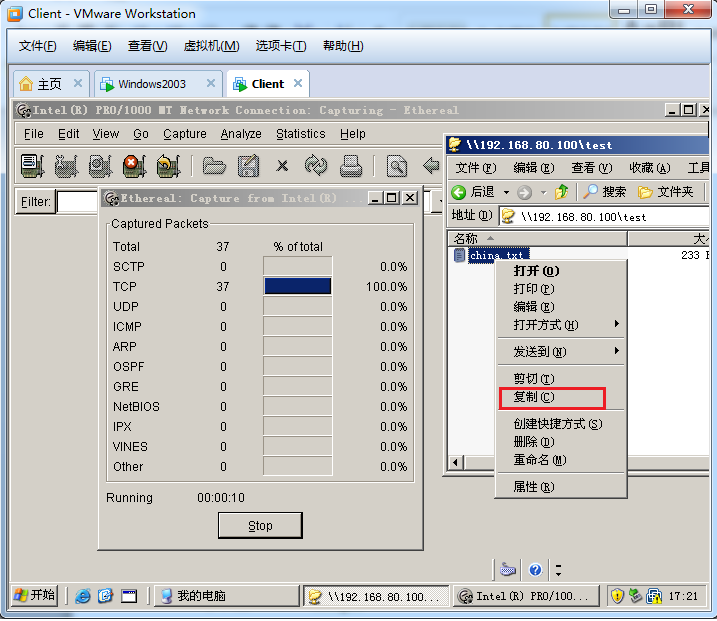 Client - VMware Workstation
文件(F) 编辑(E) 查看(V) 虚拟机(M) 选项卡(T) 帮助(H)
主页 Windows2003 Client
Intel(R) PRO/1000 MT Network Connection: Capturing - Ethereal
File Edit View Go Capture Analyze Statistics Help
Filter:
Ethereal: Capture from Intel(R) ...
Captured Packets
Total 37 % of total
SCTP 0 0.0%
TCP 37 100.0%
UDP 0 0.0%
ICMP 0 0.0%
ARP 0 0.0%
OSPF 0 0.0%
GRE 0 0.0%
NetBIOS 0 0.0%
IPX 0 0.0%
VINES 0 0.0%
Other 0 0.0%
Running 00:00:10
Stop
\\192.168.80.100\test
文件(F) 编辑(E) 查看(V) 收藏(A) 工具
后退 搜索 文件夹
地址(D) \\192.168.80.100\test
名称 大
china.txt 233
打开(O)
打印(P)
编辑(E)
打开方式(H)
发送到(N)
剪切(T)
复制(C)
创建快捷方式(S)
删除(D)
重命名(M)
属性(R)
开始 我的电脑 \\192.168.80.100... Intel(R) PRO/100... 17:21